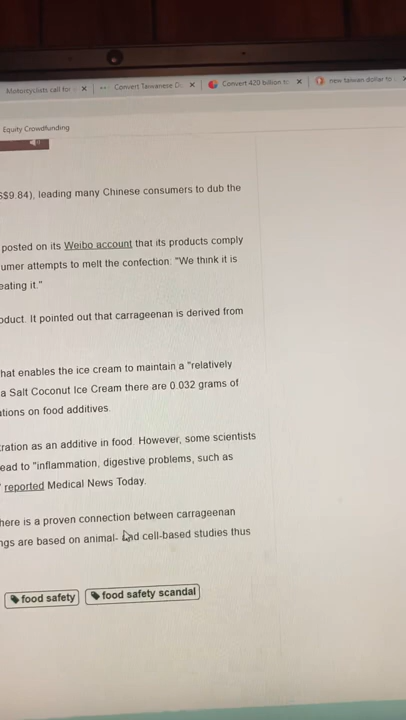 Motorcyclists call for
Convert Taiwanese Do
Convert 420 billion t
new taiwan dollar to
Equity Crowdfunding
S$9.84), leading many Chinese consumers to dub the
posted on its Weibo account that its products comply
umer attempts to melt the confection. "We think it is
eating it."
oduct. It pointed out that carrageenan is derived from
hat enables the ice cream to maintain a "relatively
a Salt Coconut Ice Cream there are 0.032 grams of
ations on food additives.
tration as an additive in food. However, some scientists
ead to "inflammation, digestive problems, such as
" reported Medical News Today.
here is a proven connection between carrageenan
ngs are based on animal- and cell-based studies thus
food safety
food safety scandal